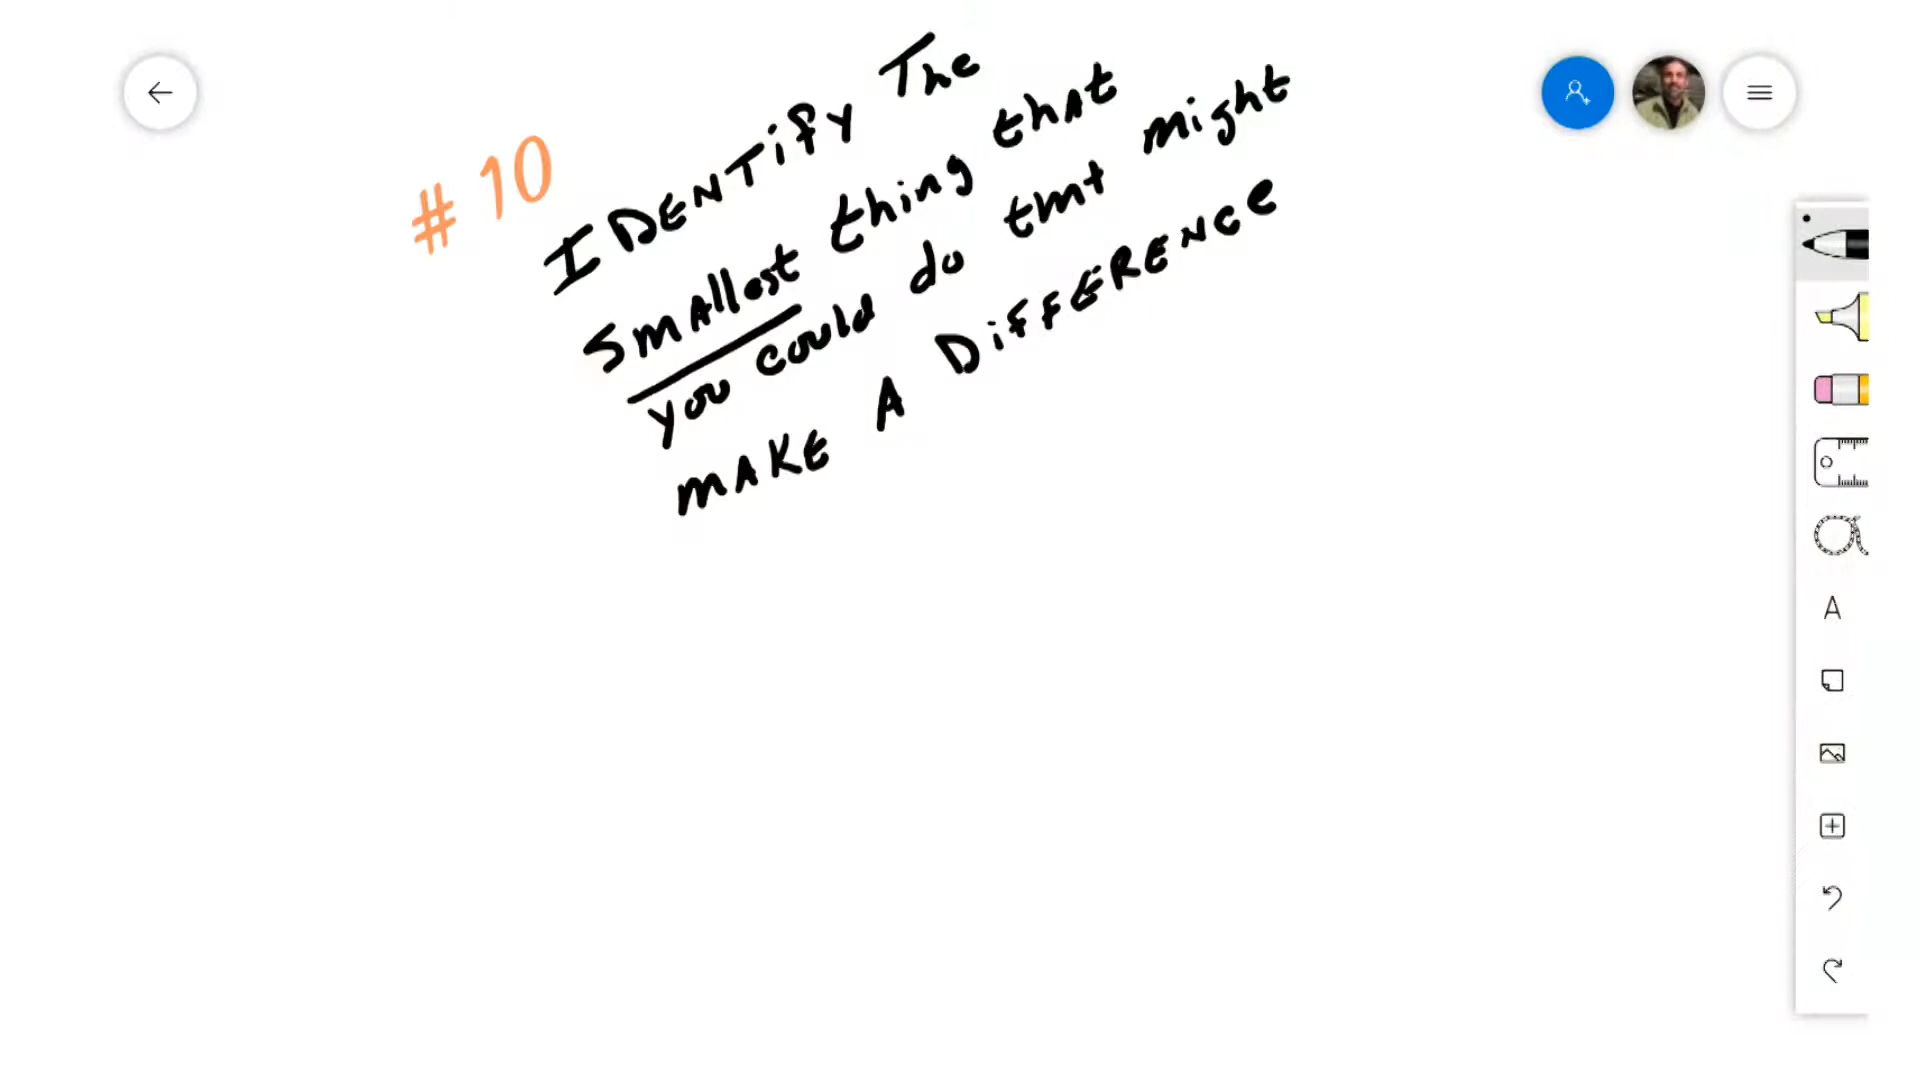 #10
IDENTify The
Smallest thing that
you could do tmt might
mAKE A DiffERENCE
A